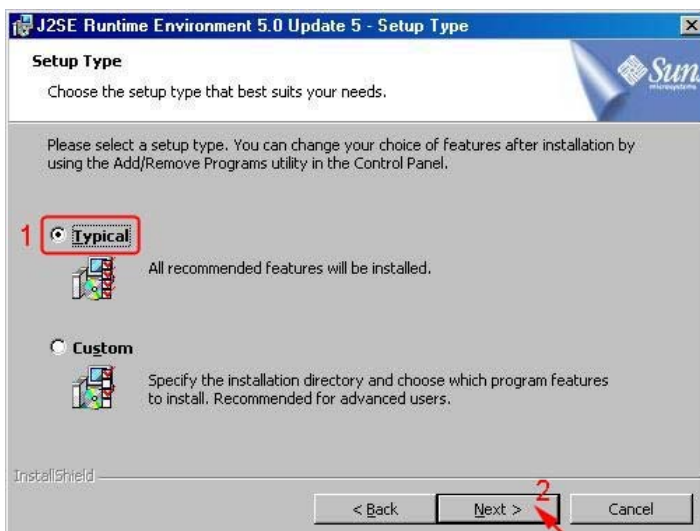 J2SE Runtime Environment 5.0 Update 5 - Setup Type
Setup Type
Choose the setup type that best suits your needs.
Sun
microsystems
Please select a setup type. You can change your choice of features after installation by
using the Add/Remove Programs utility in the Control Panel.
1 Typical
All recommended features will be installed.
Custom
Specify the installation directory and choose which program features
to install. Recommended for advanced users.
InstallShield
< Back
Next >
2
Cancel